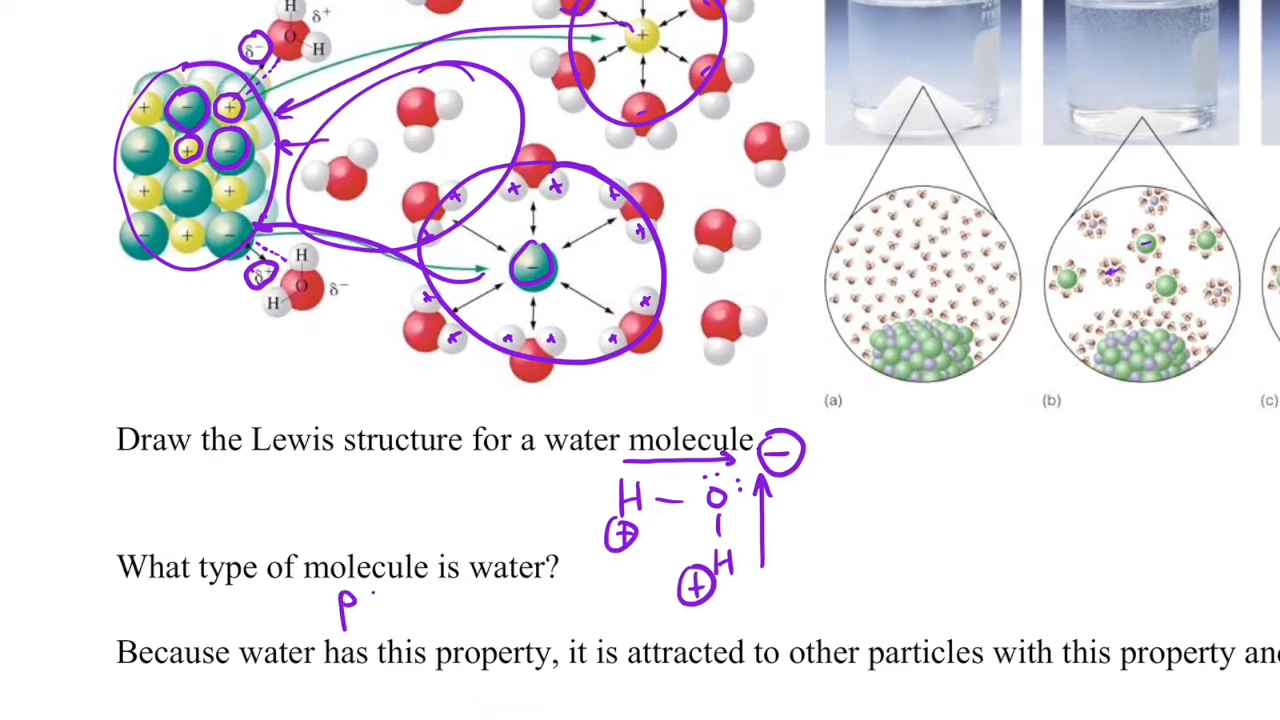 H
δ+
O
H
δ-
+ - +
- + -
+ - +
- + -
+
-
δ+
H
O
H
δ-
(a)
(b)
(c)
Draw the Lewis structure for a water molecule
-
H - O
+
H
+
What type of molecule is water?
p
Because water has this property, it is attracted to other particles with this property